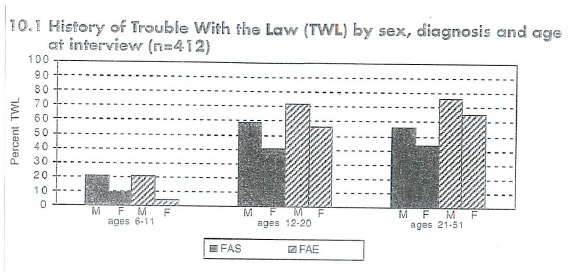 10.1 History of Trouble With the Law (TWL) by sex, diagnosis and age
at interview (n=412)
100
90
80
70
60
50
40
30
20
10
0
Percent TWL
M F M F
ages 6-11
M F M F
ages 12-20
M F M F
ages 21-51
FAS FAE